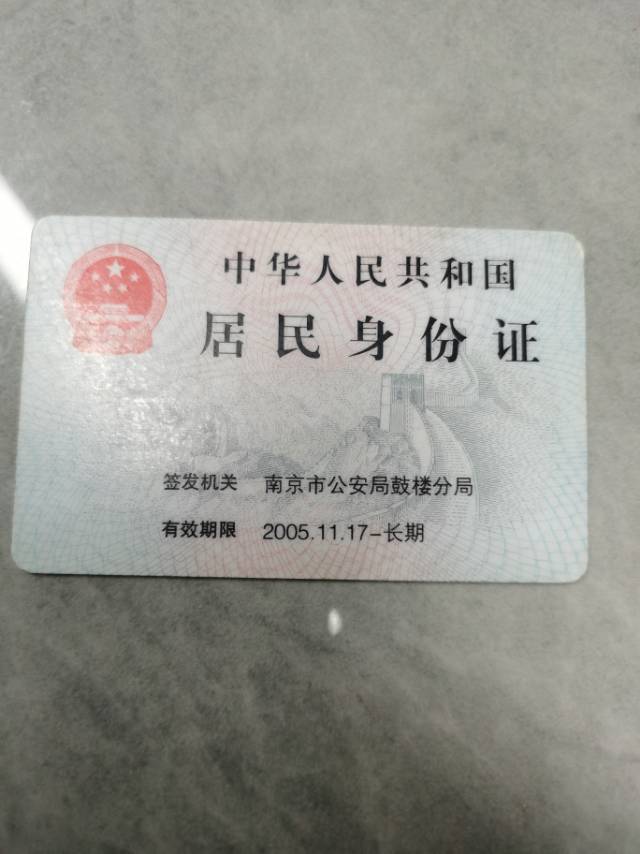 中华人民共和国
居民身份证
签发机关 南京市公安局鼓楼分局
有效期限 2005.11.17-长期